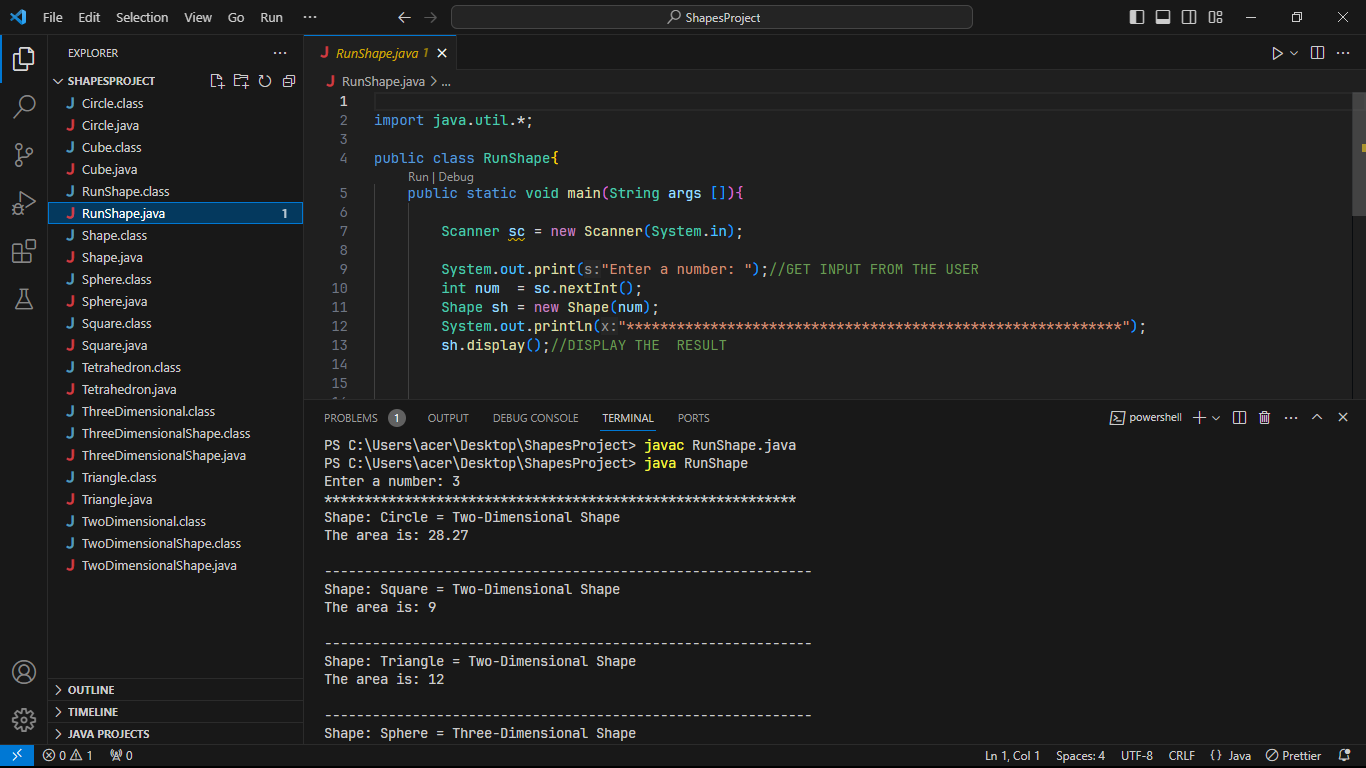 File Edit Selection View Go Run ··· ShapesProject
EXPLORER ···
SHAPESPROJECT
J Circle.class
J Circle.java
J Cube.class
J Cube.java
J RunShape.class
J RunShape.java 1
J Shape.class
J Shape.java
J Sphere.class
J Sphere.java
J Square.class
J Square.java
J Tetrahedron.class
J Tetrahedron.java
J ThreeDimensional.class
J ThreeDimensionalShape.class
J ThreeDimensionalShape.java
J Triangle.class
J Triangle.java
J TwoDimensional.class
J TwoDimensionalShape.class
J TwoDimensionalShape.java
OUTLINE
TIMELINE
JAVA PROJECTS
J RunShape.java 1
J RunShape.java > ...
1
2 import java.util.*;
3
4 public class RunShape{
Run | Debug
5 public static void main(String args []){
6
7 Scanner sc = new Scanner(System.in);
8
9 System.out.print(s:"Enter a number: ");//GET INPUT FROM THE USER
10 int num  = sc.nextInt();
11 Shape sh = new Shape(num);
12 System.out.println(x:"***********************************************************");
13 sh.display();//DISPLAY THE  RESULT
14
15
PROBLEMS 1 OUTPUT DEBUG CONSOLE TERMINAL PORTS powershell
PS C:\Users\acer\Desktop\ShapesProject> javac RunShape.java
PS C:\Users\acer\Desktop\ShapesProject> java RunShape
Enter a number: 3
***********************************************************
Shape: Circle = Two-Dimensional Shape
The area is: 28.27
-------------------------------------------------------------
Shape: Square = Two-Dimensional Shape
The area is: 9
-------------------------------------------------------------
Shape: Triangle = Two-Dimensional Shape
The area is: 12
-------------------------------------------------------------
Shape: Sphere = Three-Dimensional Shape
0 1 0 Ln 1, Col 1 Spaces: 4 UTF-8 CRLF {} Java Prettier